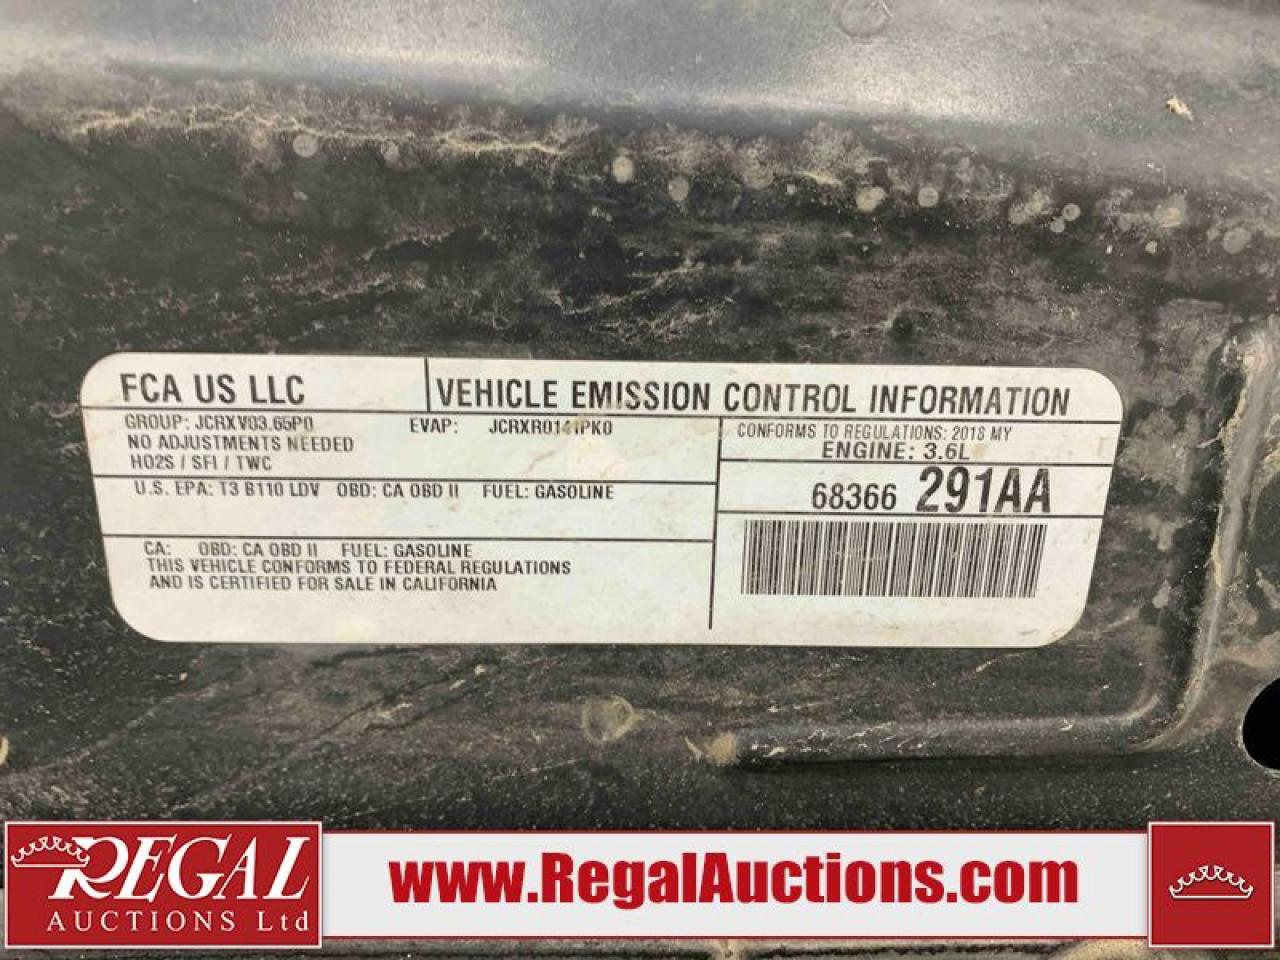 FCA US LLC
VEHICLE EMISSION CONTROL INFORMATION
GROUP: JCRXV03.65P0 EVAP: JCRXR0141PK0
NO ADJUSTMENTS NEEDED
HO2S / SFI / TWC
CONFORMS TO REGULATIONS: 2018 MY
ENGINE: 3.6L
U.S. EPA: T3 B110 LDV OBD: CA OBD II FUEL: GASOLINE
68366 291AA
CA: OBD: CA OBD II FUEL: GASOLINE
THIS VEHICLE CONFORMS TO FEDERAL REGULATIONS
AND IS CERTIFIED FOR SALE IN CALIFORNIA
REGAL
AUCTIONS Ltd
www.RegalAuctions.com